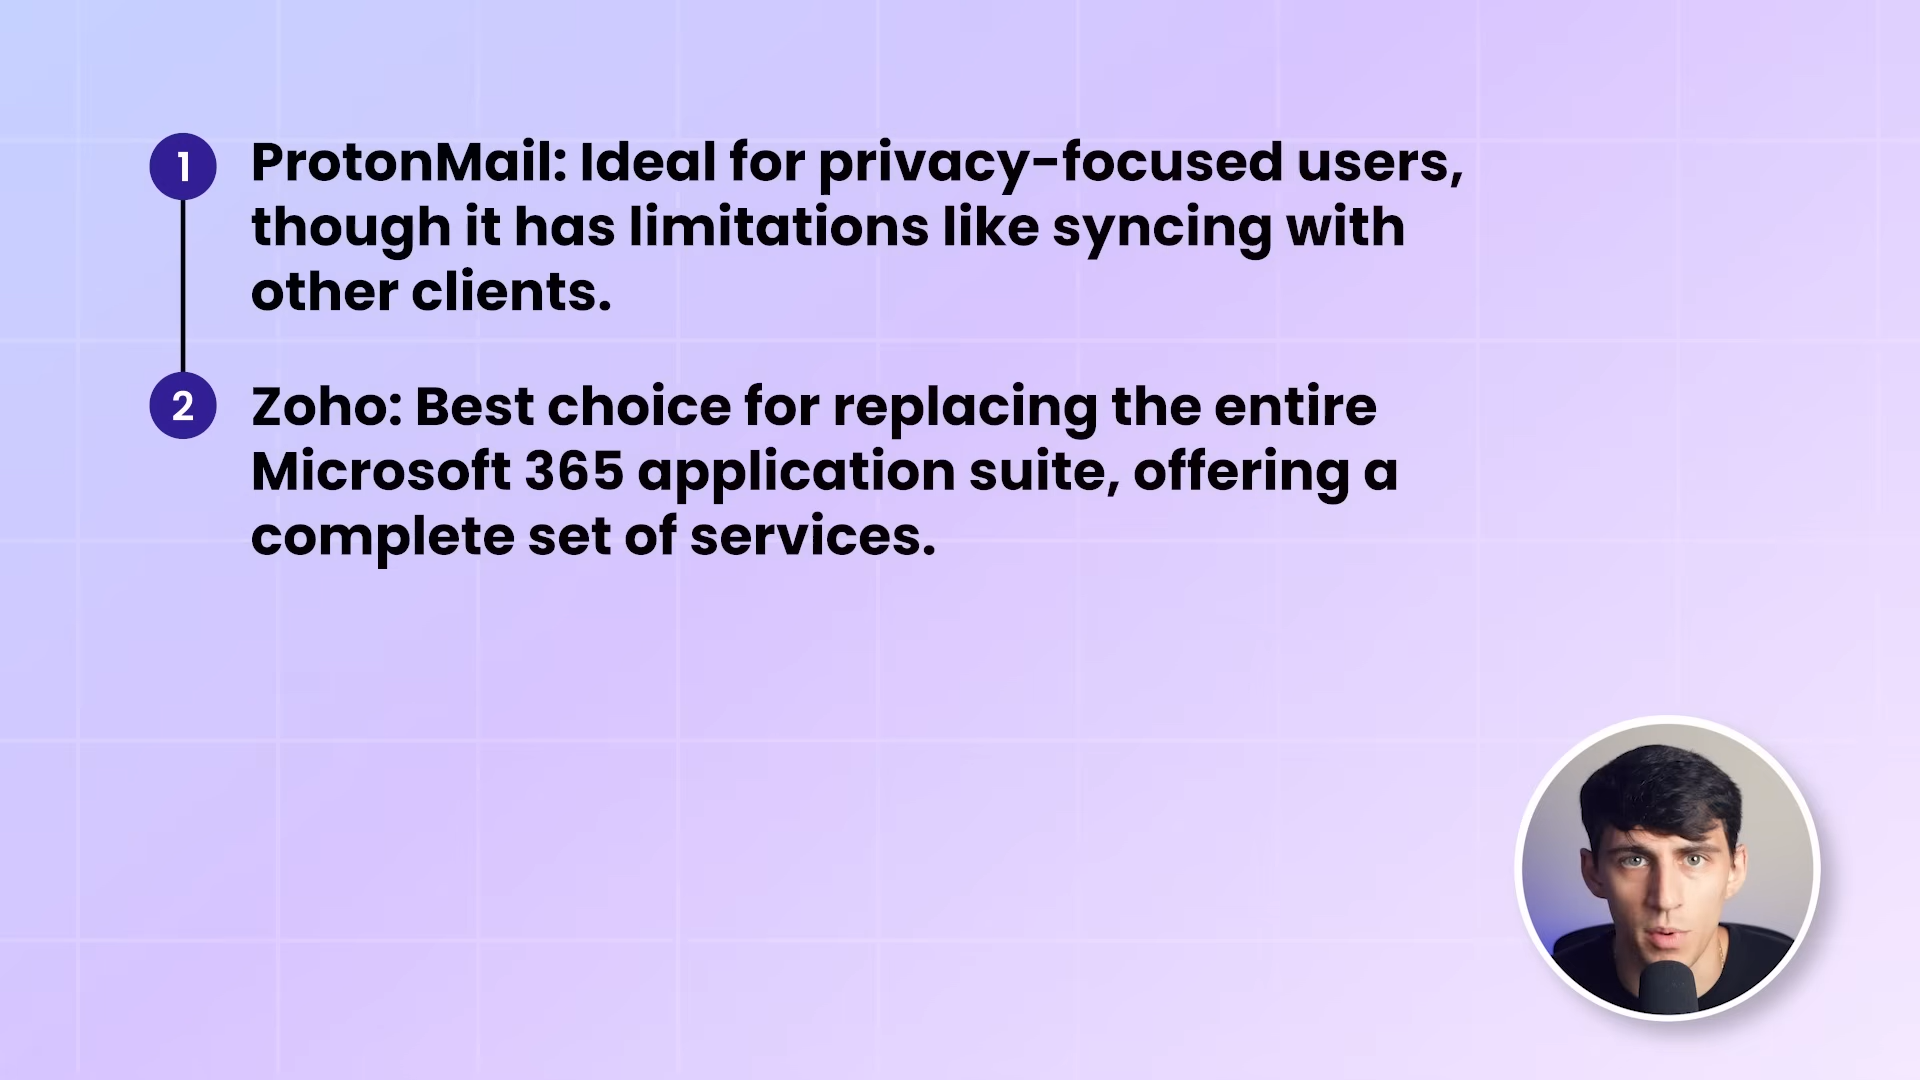 1
ProtonMail: Ideal for privacy-focused users,
though it has limitations like syncing with
other clients.
2
Zoho: Best choice for replacing the entire
Microsoft 365 application suite, offering a
complete set of services.